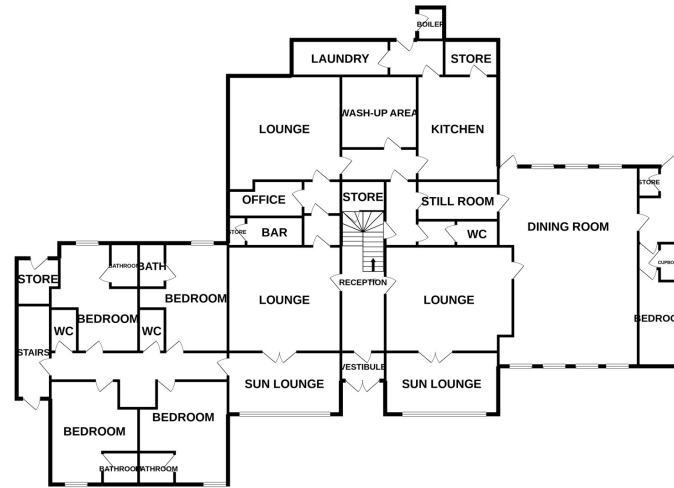 BOILER
LAUNDRY
STORE
LOUNGE
WASH-UP AREA
KITCHEN
STORE
OFFICE
STORE
STILL ROOM
STORE
BAR
WC
DINING ROOM
BATHROOM
BATH
CUPBO
STORE
BEDROOM
RECEPTION
LOUNGE
LOUNGE
BEDROOM
BEDROO
WC
WC
STAIRS
VESTIBULE
SUN LOUNGE
SUN LOUNGE
BEDROOM
BEDROOM
BATHROOM
BATHROOM